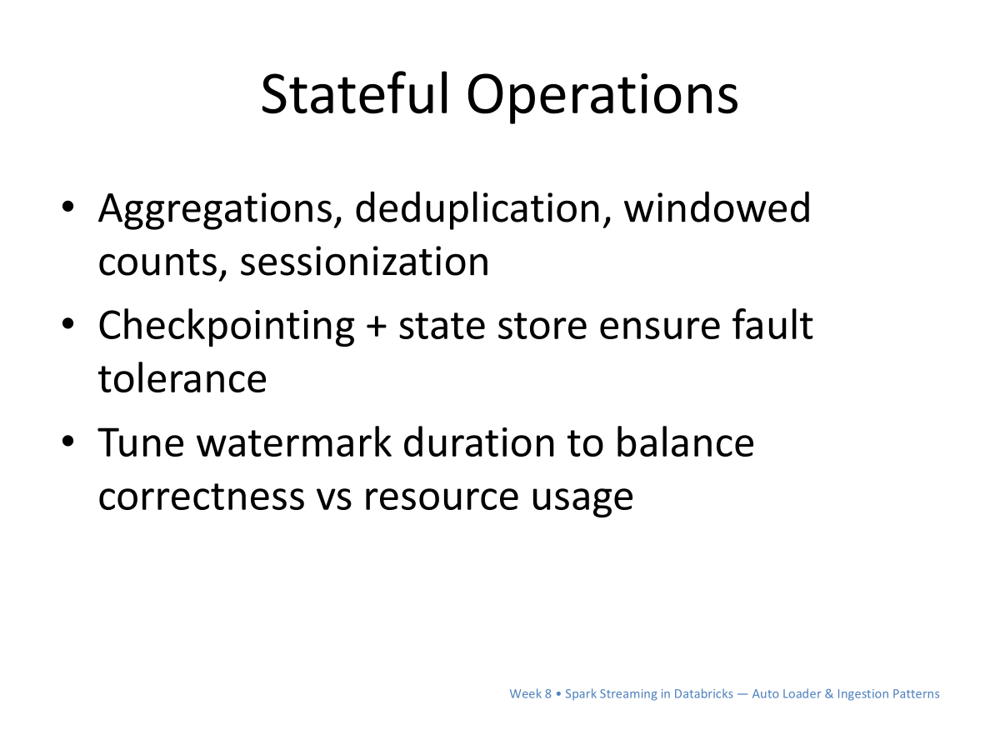 Stateful Operations
• Aggregations, deduplication, windowed
counts, sessionization
• Checkpointing + state store ensure fault
tolerance
• Tune watermark duration to balance
correctness vs resource usage
Week 8 • Spark Streaming in Databricks — Auto Loader & Ingestion Patterns